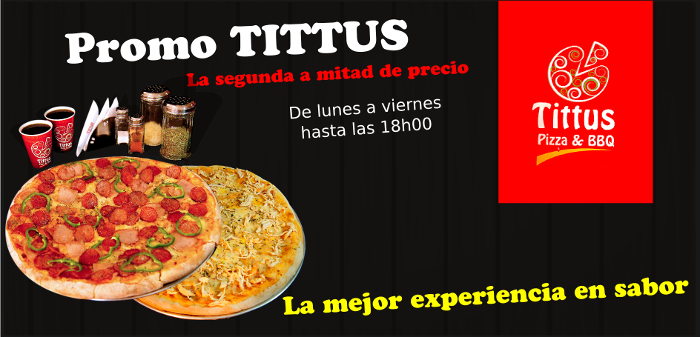 Promo TITTUS
La segunda a mitad de precio
De lunes a viernes
hasta las 18h00
Tittus
Pizza & BBQ
La mejor experiencia en sabor